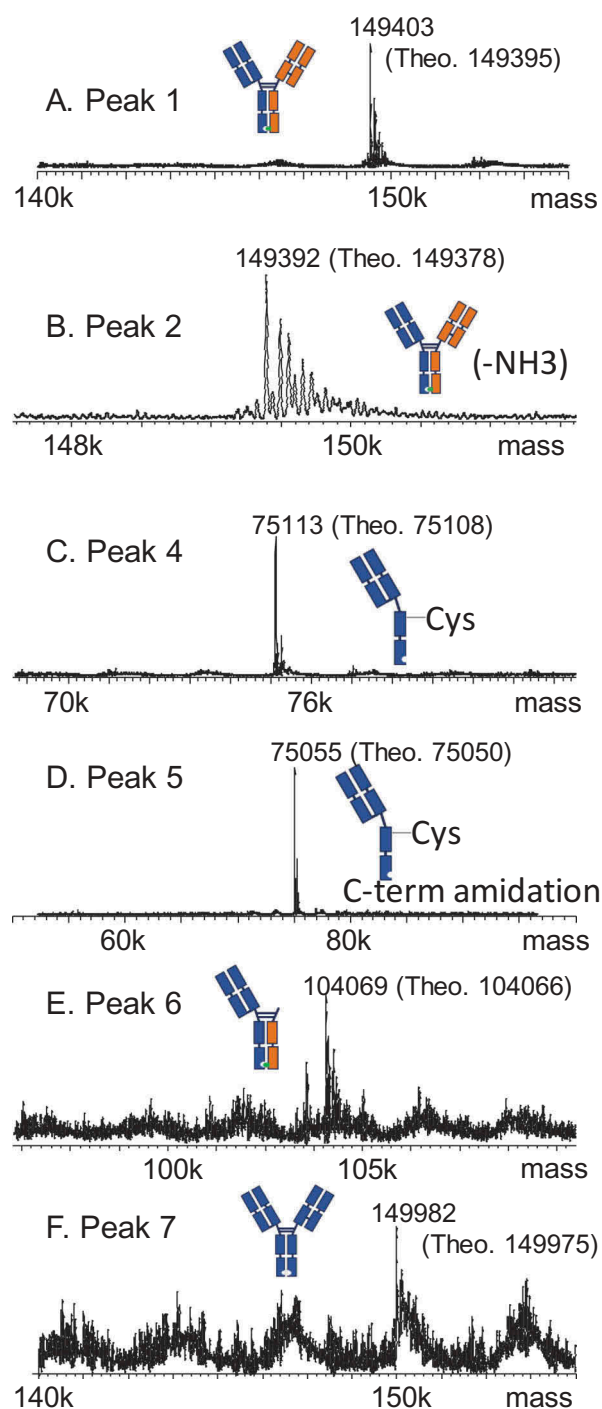 149403
(Theo. 149395)
A. Peak 1
140k 150k mass
149392 (Theo. 149378)
B. Peak 2
(-NH3)
148k 150k mass
75113 (Theo. 75108)
C. Peak 4
Cys
70k 76k mass
75055 (Theo. 75050)
D. Peak 5
Cys
C-term amidation
60k 80k mass
104069 (Theo. 104066)
E. Peak 6
100k 105k mass
F. Peak 7
149982
(Theo. 149975)
140k 150k mass